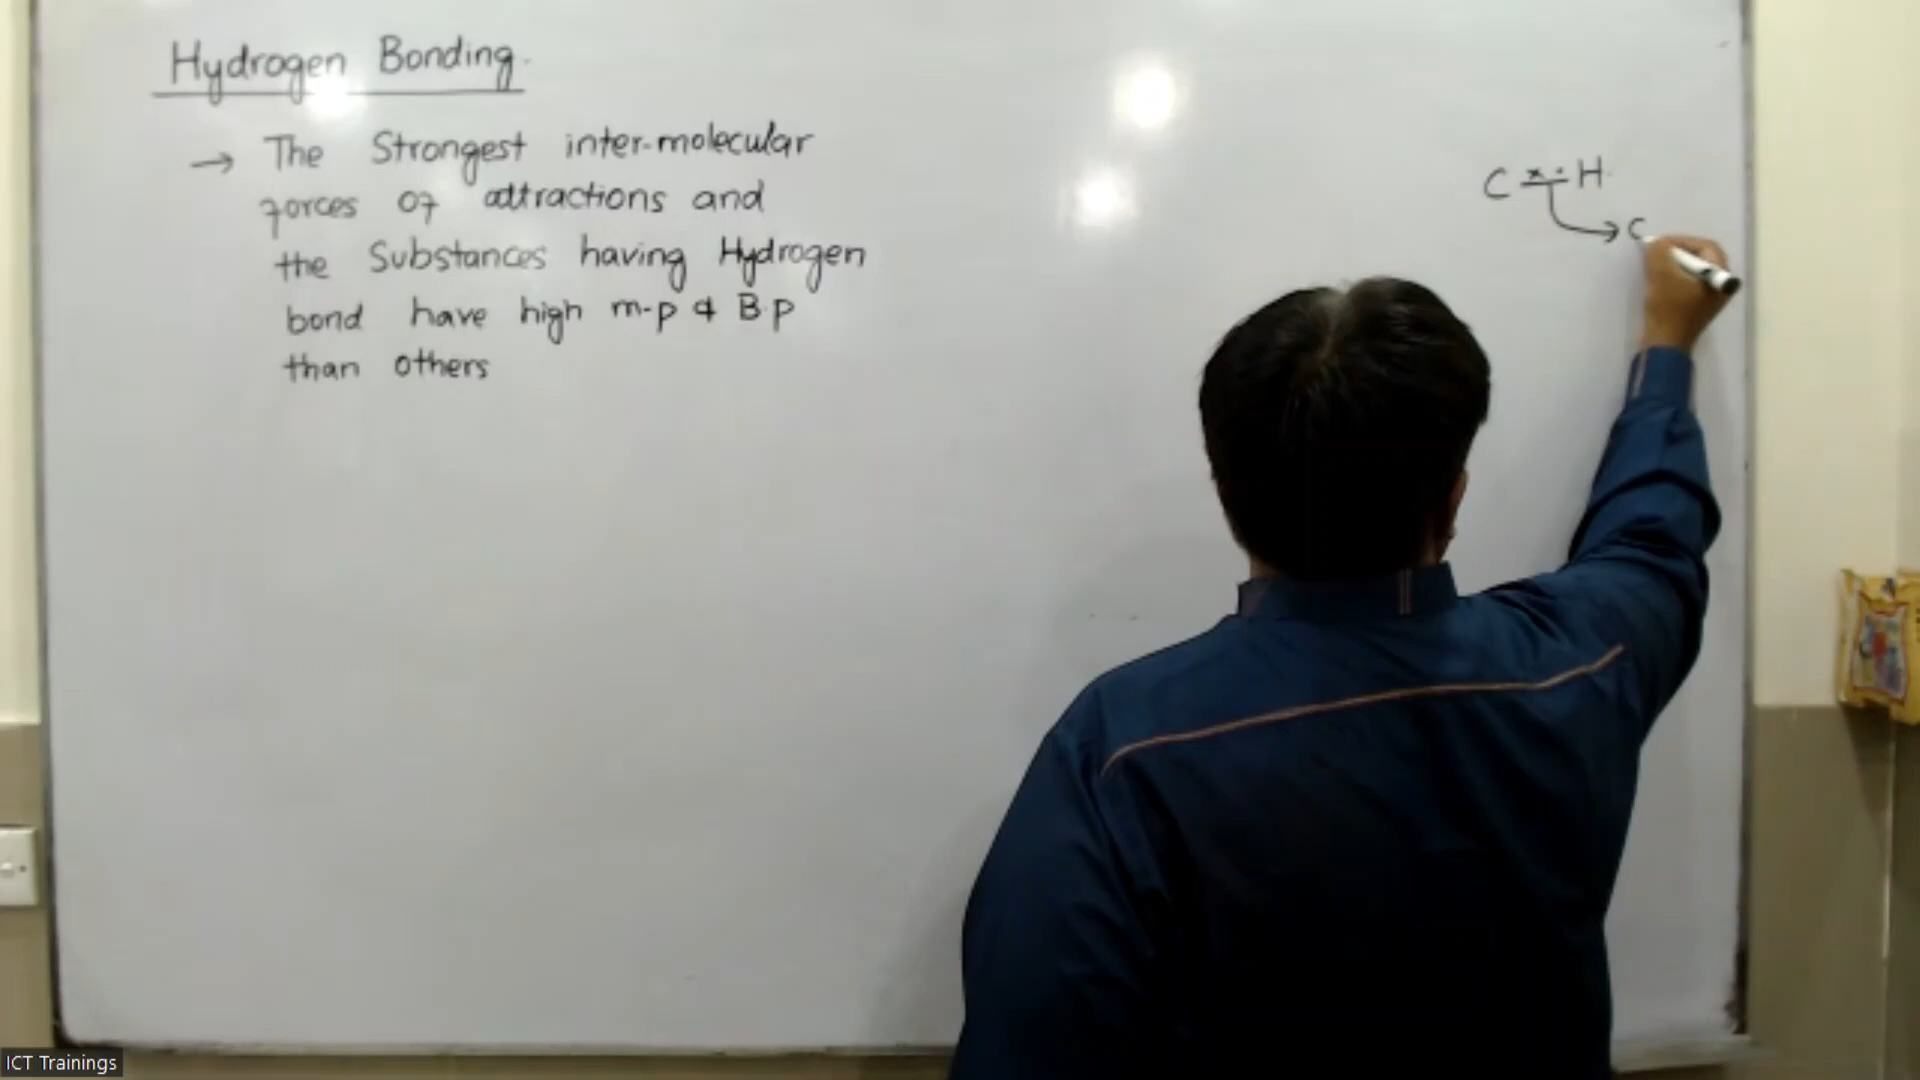 Hydrogen Bonding.
→ The Strongest inter-molecular
forces of attractions and
the Substances having Hydrogen
bond have high m-p & B.p
than others
C x· H
→ C
ICT Trainings